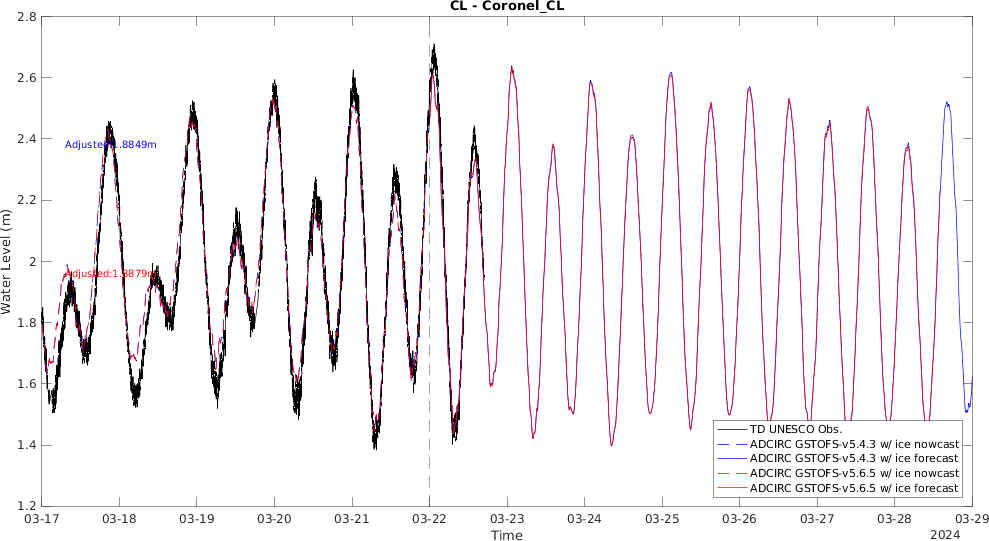 CL - Coronel_CL
2.8
2.6
2.4
2.2
2
1.8
1.6
1.4
1.2
Water Level (m)
Adjusted:1.8849m
Adjusted:1.8879m
TD UNESCO Obs.
ADCIRC GSTOFS-v5.4.3 w/ ice nowcast
ADCIRC GSTOFS-v5.4.3 w/ ice forecast
ADCIRC GSTOFS-v5.6.5 w/ ice nowcast
ADCIRC GSTOFS-v5.6.5 w/ ice forecast
03-17 03-18 03-19 03-20 03-21 03-22 03-23 03-24 03-25 03-26 03-27 03-28 03-29
Time
2024